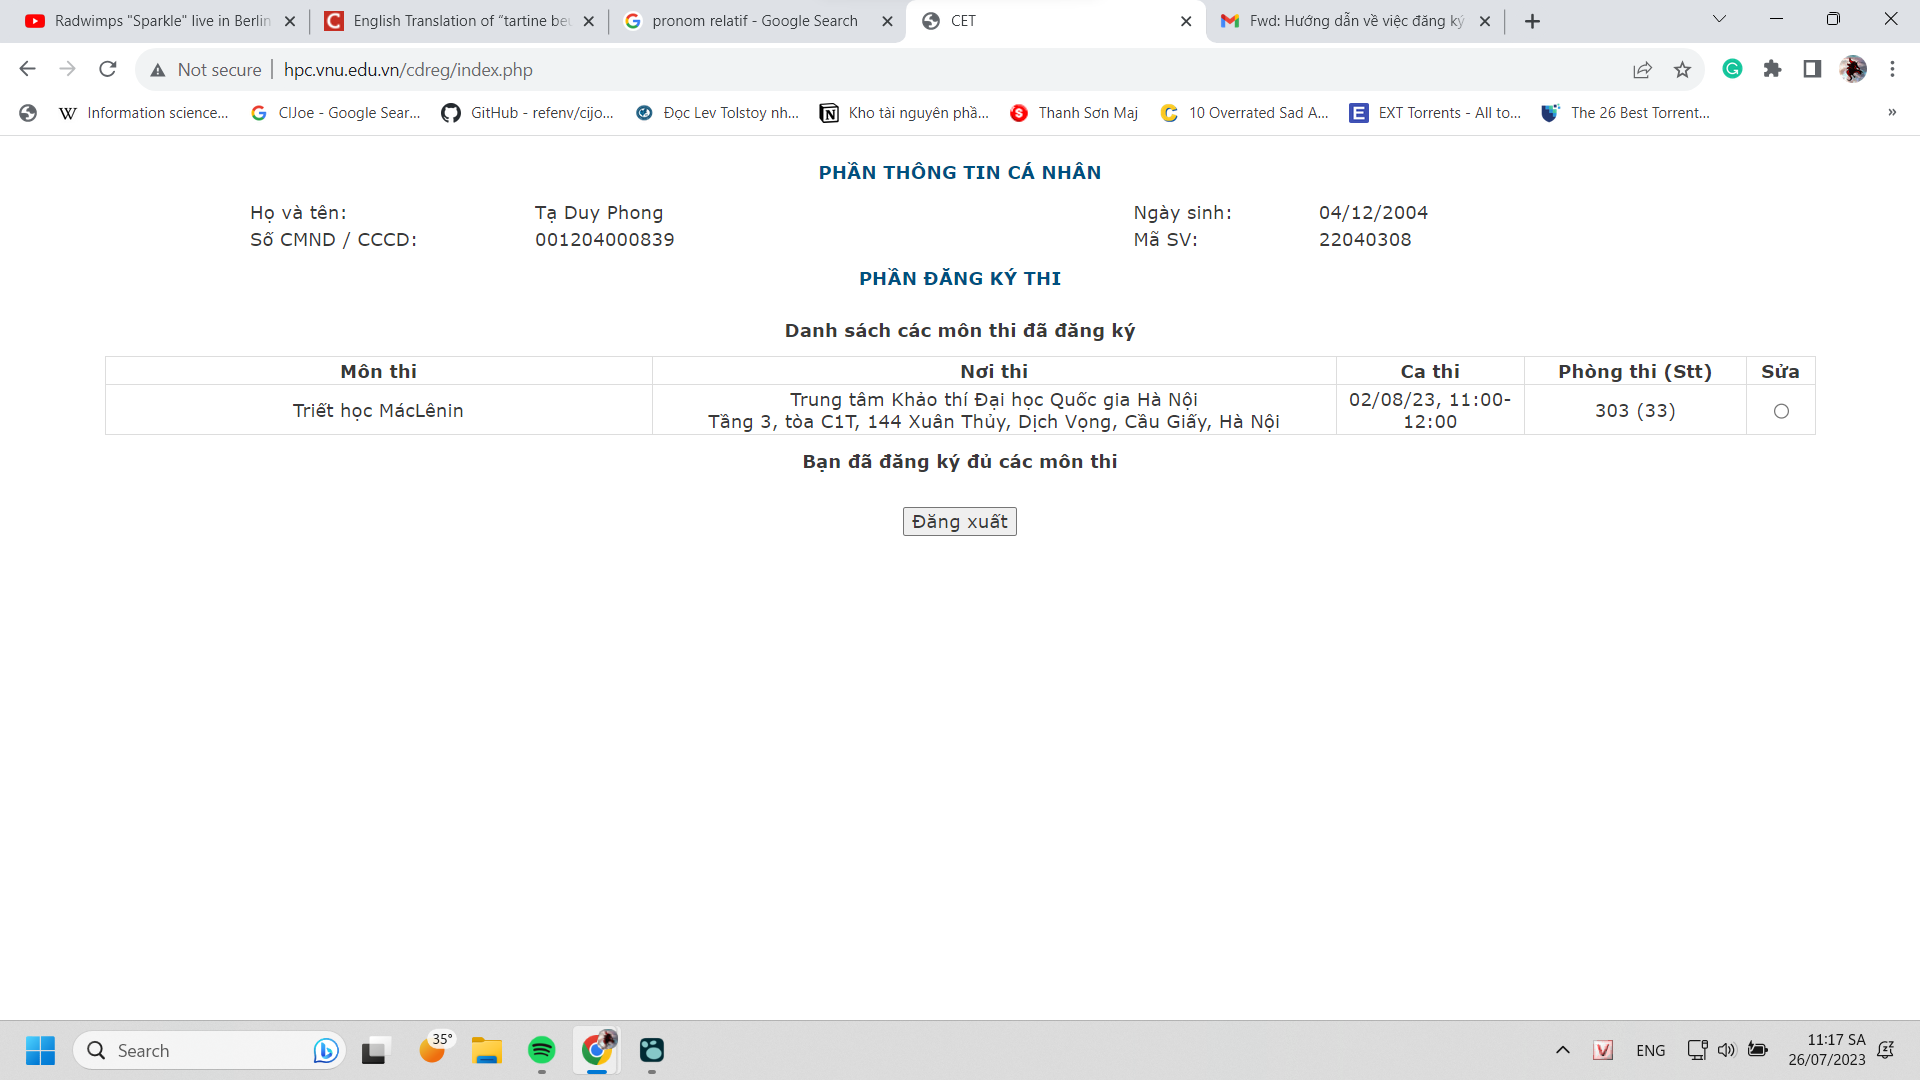 Radwimps "Sparkle" live in Berlin
English Translation of “tartine beu
pronom relatif - Google Search
CET
Fwd: Hướng dẫn về việc đăng ký
Not secure | hpc.vnu.edu.vn/cdreg/index.php
Information science...
CIJoe - Google Sear...
GitHub - refenv/cijo...
Đọc Lev Tolstoy nh...
Kho tài nguyên phầ...
Thanh Sơn Maj
10 Overrated Sad A...
EXT Torrents - All to...
The 26 Best Torrent...
»
PHẦN THÔNG TIN CÁ NHÂN
Họ và tên: Tạ Duy Phong Ngày sinh: 04/12/2004
Số CMND / CCCD: 001204000839 Mã SV: 22040308
PHẦN ĐĂNG KÝ THI
Danh sách các môn thi đã đăng ký
Môn thi Nơi thi Ca thi Phòng thi (Stt) Sửa
Triết học MácLênin
Trung tâm Khảo thí Đại học Quốc gia Hà Nội
Tầng 3, tòa C1T, 144 Xuân Thủy, Dịch Vọng, Cầu Giấy, Hà Nội
02/08/23, 11:00-
12:00
303 (33)
Bạn đã đăng ký đủ các môn thi
Đăng xuất
Search
35°
ENG
11:17 SA
26/07/2023